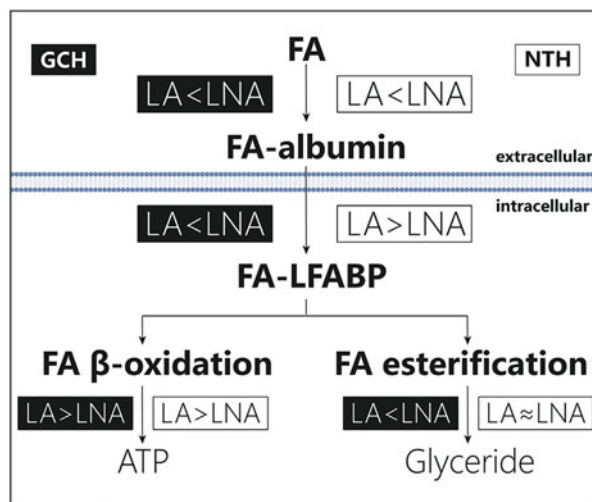 GCH
FA
NTH
LA<LNA
LA<LNA
FA-albumin
extracellular
intracellular
LA<LNA
LA>LNA
FA-LFABP
FA β-oxidation
FA esterification
LA>LNA
LA>LNA
LA<LNA
LA≈LNA
ATP
Glyceride